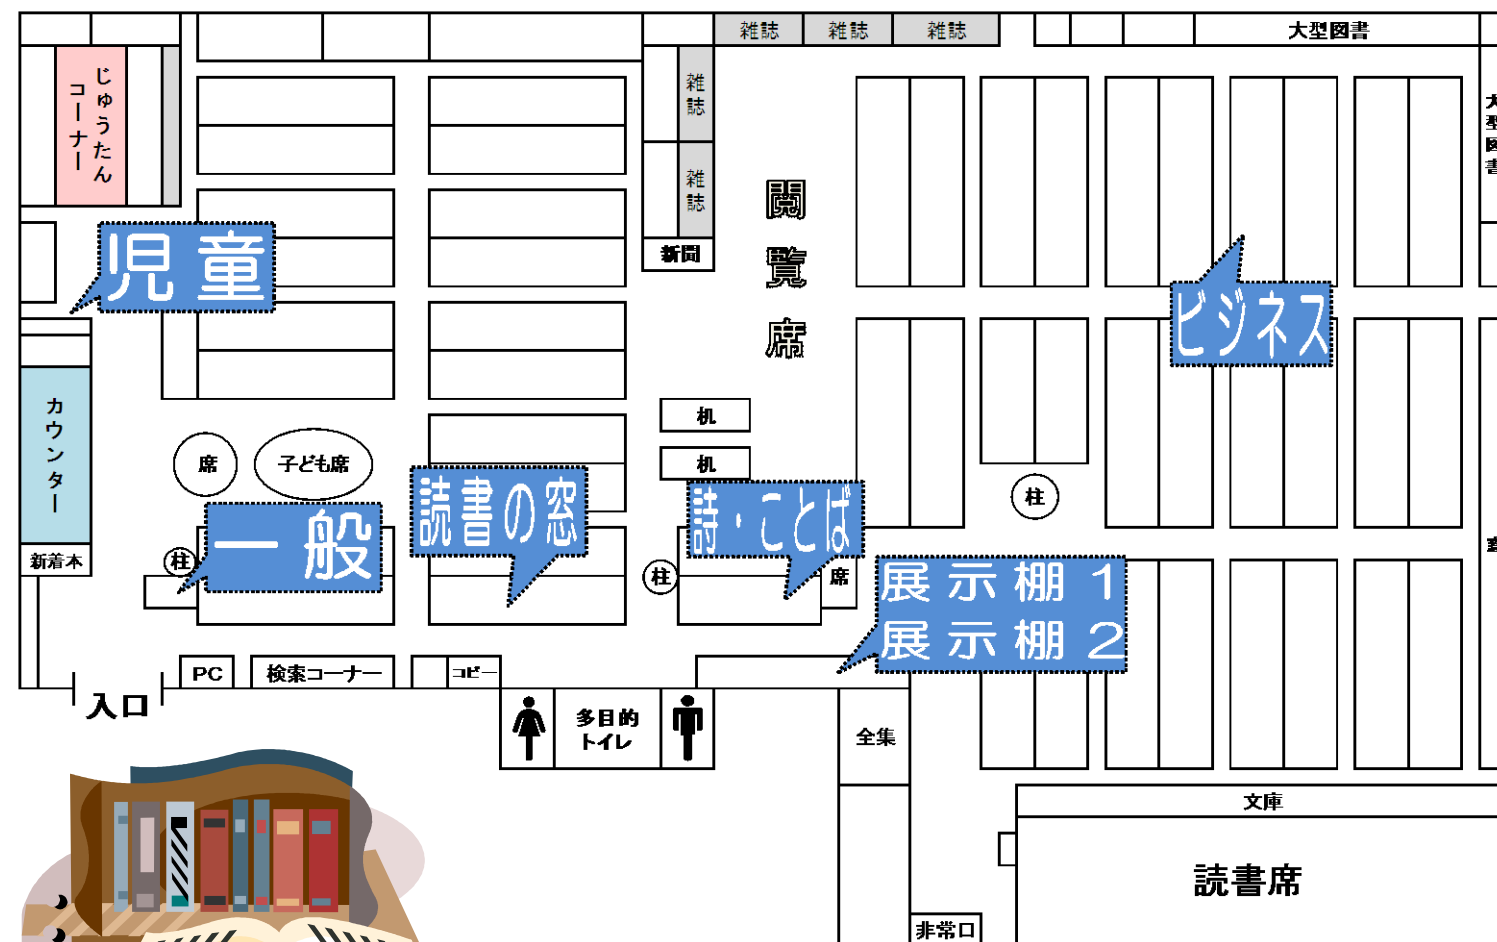 雑誌
雑誌
雑誌
大型図書
じゅうたん
コーナー
雑誌
雑誌
大型図書
新聞
閲覧席
児童
ビジネス
カウンター
机
机
席
子ども席
読書の窓
詩・ことば
柱
一般
柱
柱
席
新着本
展示棚1
展示棚2
PC
検索コーナー
コピー
入口
多目的
トイレ
全集
文庫
読書席
非常口